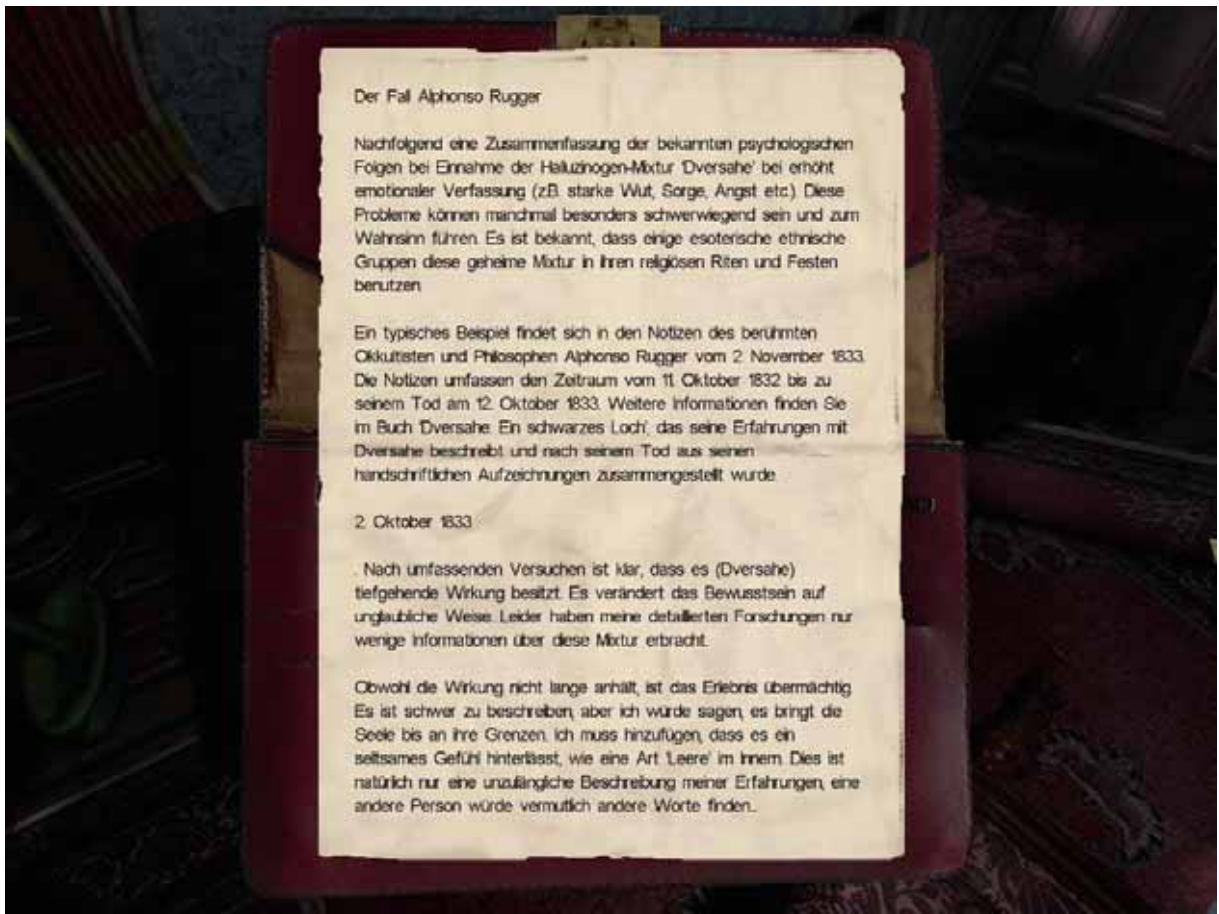 Der Fall Alphonso Rugger
Nachfolgend eine Zusammenfassung der bekannten psychologischen
Folgen bei Einnahme der Halluzinogen-Mixtur 'Dversahe' bei erhöht
emotionaler Verfassung (z.B. starke Wut, Sorge, Angst etc.). Diese
Probleme können manchmal besonders schwerwiegend sein und zum
Wahnsinn führen. Es ist bekannt, dass einige esoterische ethnische
Gruppen diese geheime Mixtur in ihren religiösen Riten und Festen
benutzen.
Ein typisches Beispiel findet sich in den Notizen des berühmten
Okkultisten und Philosophen Alphonso Rugger vom 2. November 1833.
Die Notizen umfassen den Zeitraum vom 11. Oktober 1832 bis zu
seinem Tod am 12. Oktober 1833. Weitere Informationen finden Sie
im Buch 'Dversahe: Ein schwarzes Loch', das seine Erfahrungen mit
Dversahe beschreibt und nach seinem Tod aus seinen
handschriftlichen Aufzeichnungen zusammengestellt wurde.
2. Oktober 1833
. Nach umfassenden Versuchen ist klar, dass es (Dversahe)
tiefgehende Wirkung besitzt. Es verändert das Bewusstsein auf
unglaubliche Weise. Leider haben meine detaillierten Forschungen nur
wenige Informationen über diese Mixtur erbracht.
Obwohl die Wirkung nicht lange anhält, ist das Erlebnis übermächtig.
Es ist schwer zu beschreiben, aber ich würde sagen, es bringt die
Seele bis an ihre Grenzen. Ich muss hinzufügen, dass es ein
seltsames Gefühl hinterlässt, wie eine Art 'Leere' im Innern. Dies ist
natürlich nur eine unzulängliche Beschreibung meiner Erfahrungen, eine
andere Person würde vermutlich andere Worte finden...